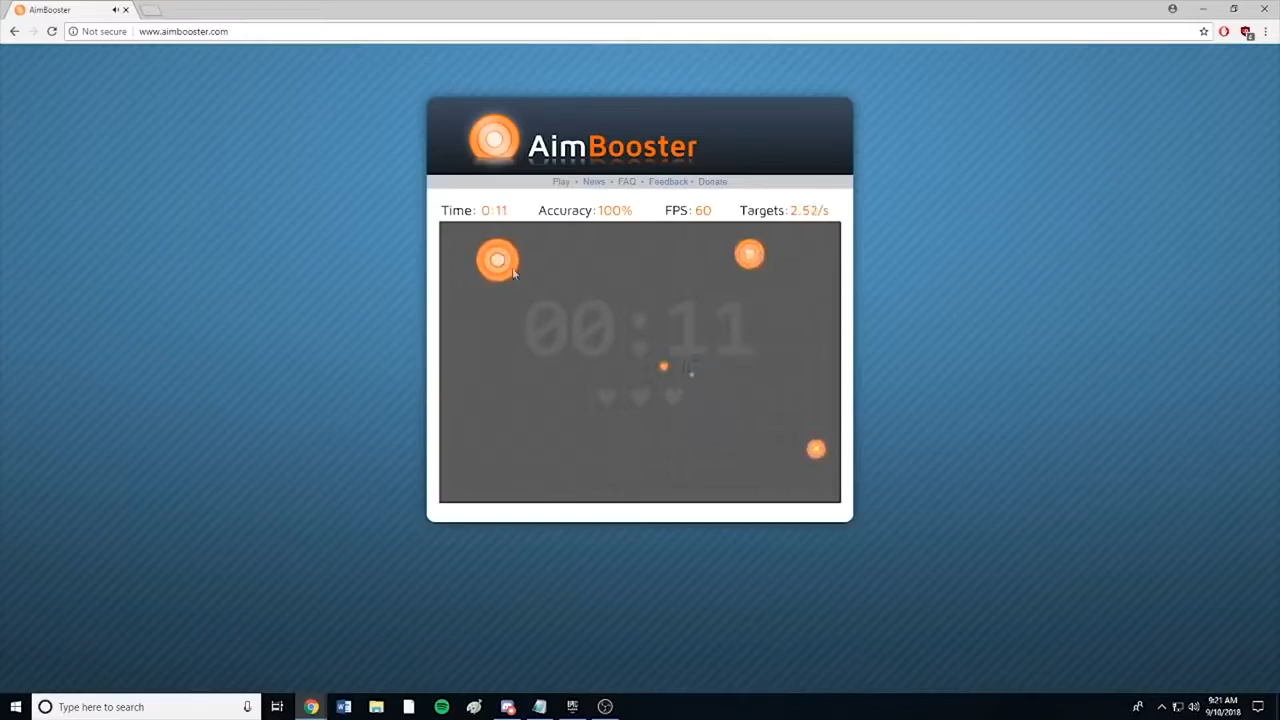 AimBooster
Not secure | www.aimbooster.com
AimBooster
Play • News • FAQ • Feedback • Donate
Time: 0:11 Accuracy: 100% FPS: 60 Targets: 2.52/s
00:11
Type here to search
9:21 AM
9/10/2018